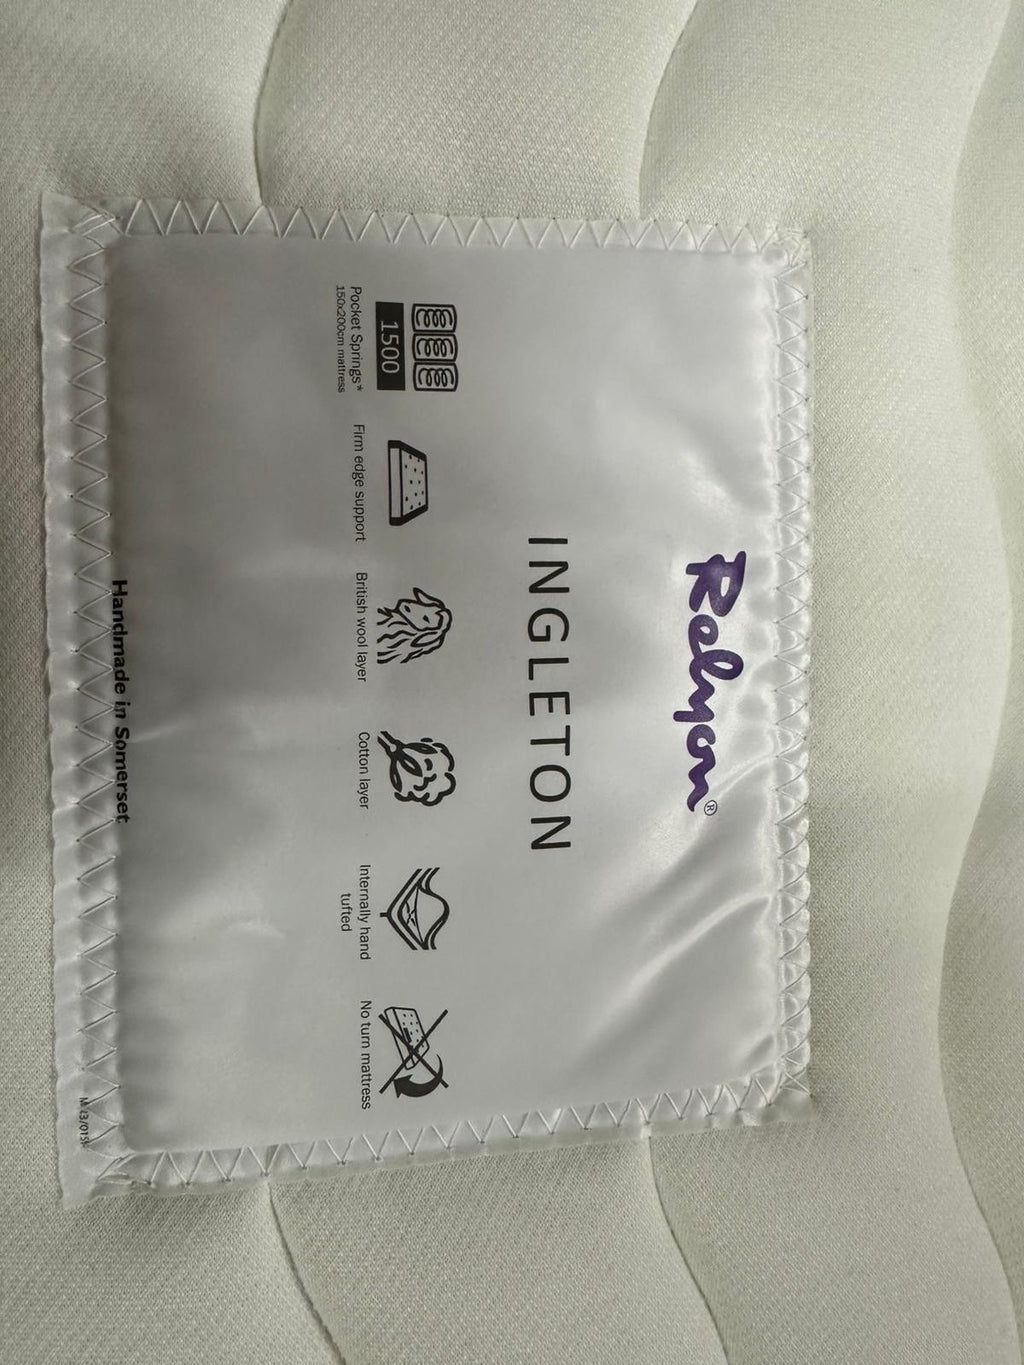 Relyon®
INGLETON
1500
Pocket Springs*
150x200cm mattress
Firm edge support
British wool layer
Cotton layer
Internally hand
tufted
No turn mattress
Handmade in Somerset